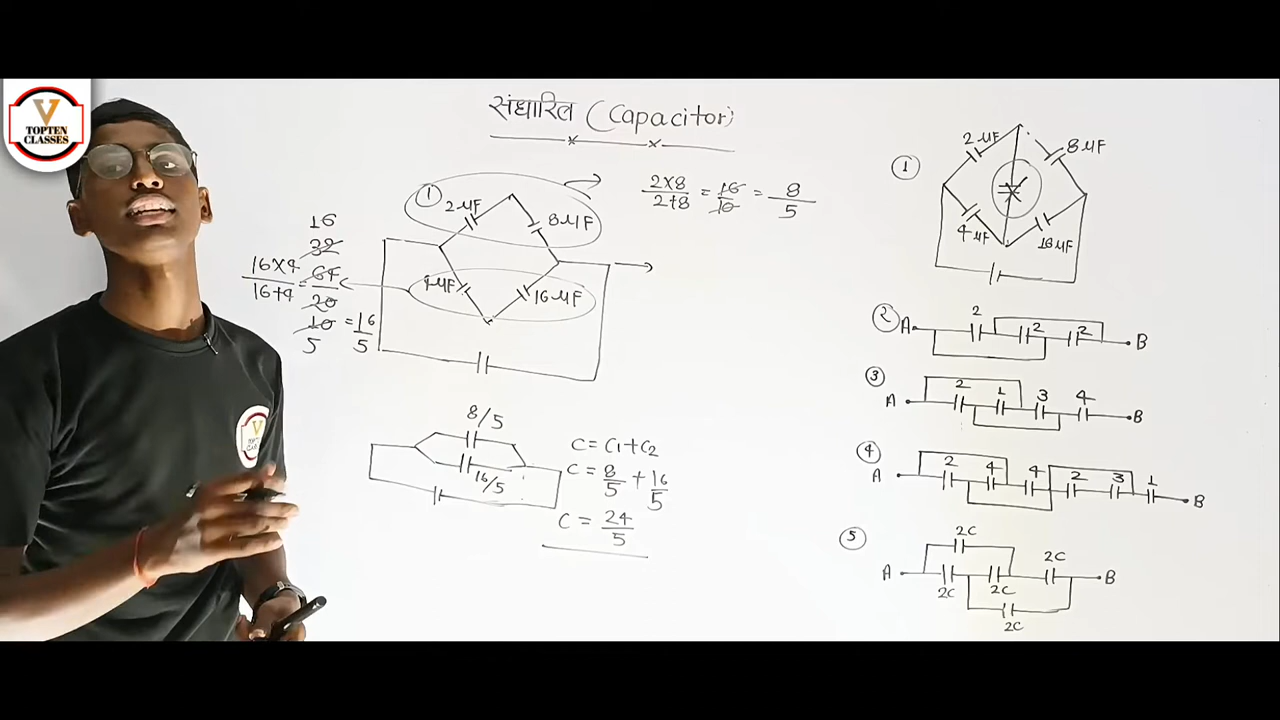 V
TOPTEN
CLASSES
संधारित्र (Capacitor)
① 2µF 8µF
4µF 16µF
2×8/2+8 = 16/10 = 8/5
16
32
16×4/16+4 = 64/20
10/5 = 16/5
8/5
16/5
C = C₁+C₂
C = 8/5 + 16/5
C = 24/5
① 2µF 8µF
4µF 16µF
② A 2 2 2 B
③ A 2 1 3 4 B
④ A 2 4 4 2 3 1 B
⑤ 2C 2C
A B
2C 2C
2C